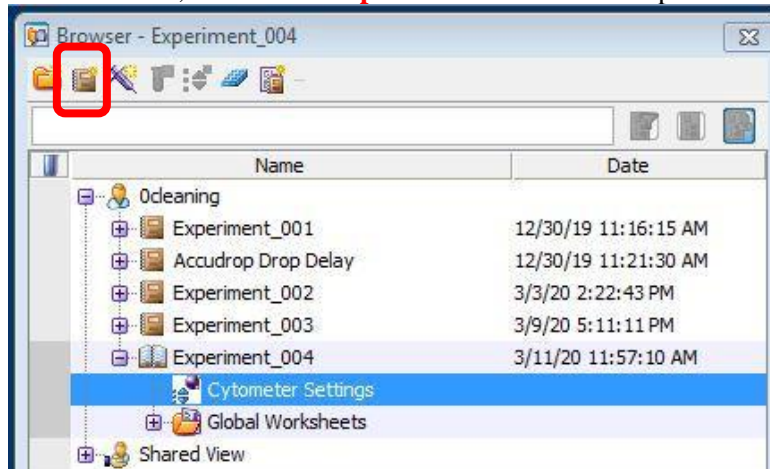 Browser - Experiment_004
Name Date
0cleaning
Experiment_001 12/30/19 11:16:15 AM
Accudrop Drop Delay 12/30/19 11:21:30 AM
Experiment_002 3/3/20 2:22:43 PM
Experiment_003 3/9/20 5:11:11 PM
Experiment_004 3/11/20 11:57:10 AM
Cytometer Settings
Global Worksheets
Shared View